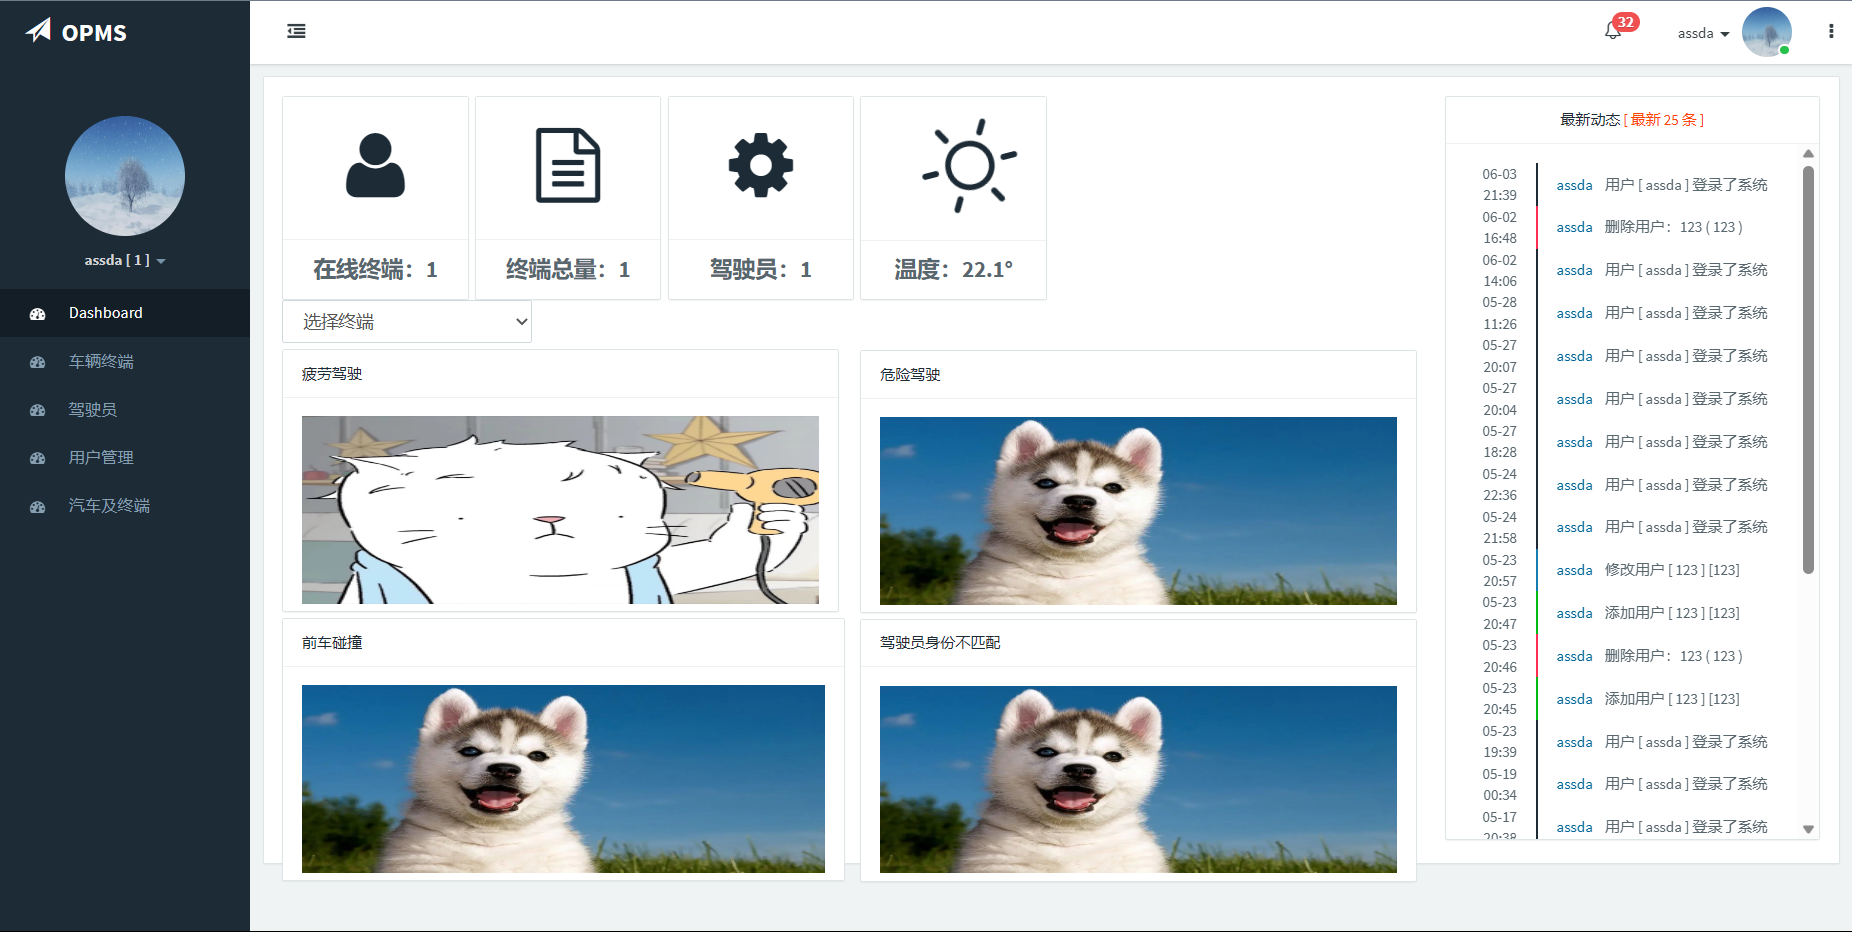 OPMS
32
assda
assda [ 1 ]
Dashboard
车辆终端
驾驶员
用户管理
汽车及终端
在线终端：1
终端总量：1
驾驶员：1
温度：22.1°
选择终端
疲劳驾驶
危险驾驶
前车碰撞
驾驶员身份不匹配
最新动态 [ 最新 25 条 ]
06-03
21:39
assda 用户 [ assda ] 登录了系统
06-02
16:48
assda 删除用户：123 ( 123 )
06-02
14:06
assda 用户 [ assda ] 登录了系统
05-28
11:26
assda 用户 [ assda ] 登录了系统
05-27
20:07
assda 用户 [ assda ] 登录了系统
05-27
20:04
assda 用户 [ assda ] 登录了系统
05-27
18:28
assda 用户 [ assda ] 登录了系统
05-24
22:36
assda 用户 [ assda ] 登录了系统
05-24
21:58
assda 用户 [ assda ] 登录了系统
05-23
20:57
assda 修改用户 [ 123 ] [123]
05-23
20:47
assda 添加用户 [ 123 ] [123]
05-23
20:46
assda 删除用户：123 ( 123 )
05-23
20:45
assda 添加用户 [ 123 ] [123]
05-23
19:39
assda 用户 [ assda ] 登录了系统
05-19
00:34
assda 用户 [ assda ] 登录了系统
05-17
20:38
assda 用户 [ assda ] 登录了系统